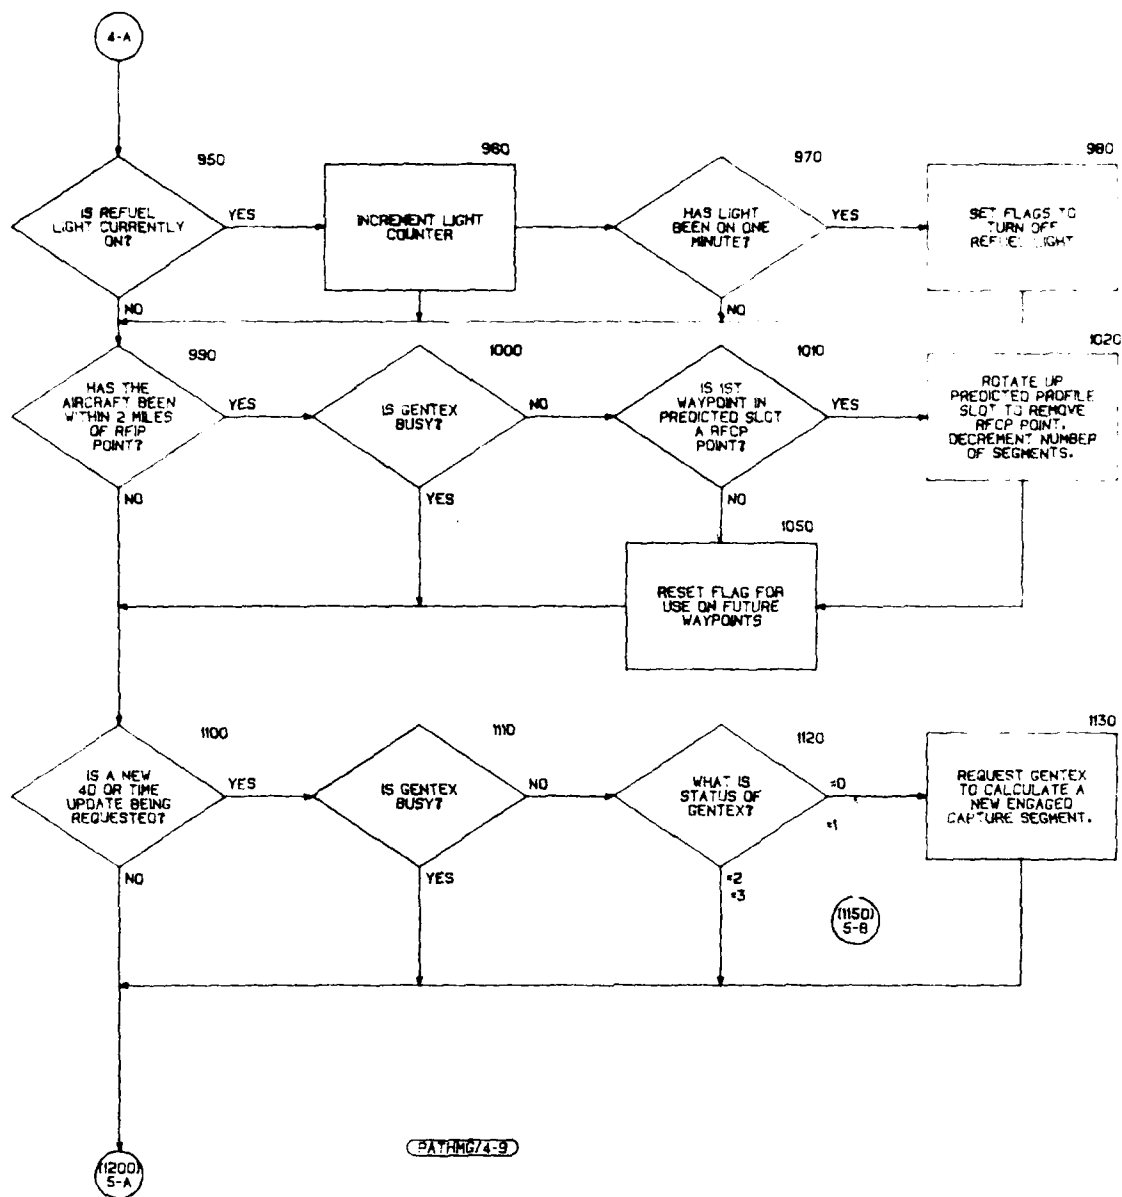 4-A
950
IS REFUEL
LIGHT CURRENTLY
ON?
YES
NO
960
INCREMENT LIGHT
COUNTER
970
HAS LIGHT
BEEN ON ONE
MINUTE?
YES
NO
980
SET FLAGS TO
TURN OFF
REFUEL LIGHT
990
HAS THE
AIRCRAFT BEEN
WITHIN 2 MILES
OF RFIP
POINT?
YES
NO
1000
IS GENTEX
BUSY?
NO
YES
1010
IS 1ST
WAYPOINT IN
PREDICTED SLOT
A RFCP
POINT?
YES
NO
1020
ROTATE UP
PREDICTED PROFILE
SLOT TO REMOVE
RFCP POINT.
DECREMENT NUMBER
OF SEGMENTS.
1050
RESET FLAG FOR
USE ON FUTURE
WAYPOINTS
1100
IS A NEW
4D OR TIME
UPDATE BEING
REQUESTED?
YES
NO
1110
IS GENTEX
BUSY?
NO
YES
1120
WHAT IS
STATUS OF
GENTEX?
=0
=1
=2
=3
1130
REQUEST GENTEX
TO CALCULATE A
NEW ENGAGED
CAPTURE SEGMENT.
(1150)
5-B
(1200)
5-A
PATHMG/4-9